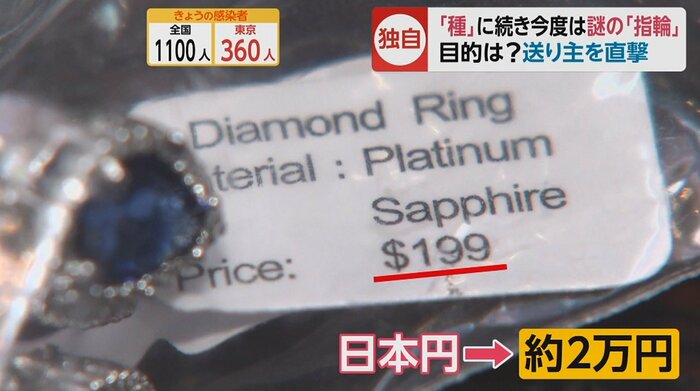 きょうの感染者
全国 東京
1100人 360人
独自
「種」に続き今度は謎の「指輪」
目的は?送り主を直撃
Diamond Ring
terial : Platinum
Sapphire
Price: $199
日本円→約2万円